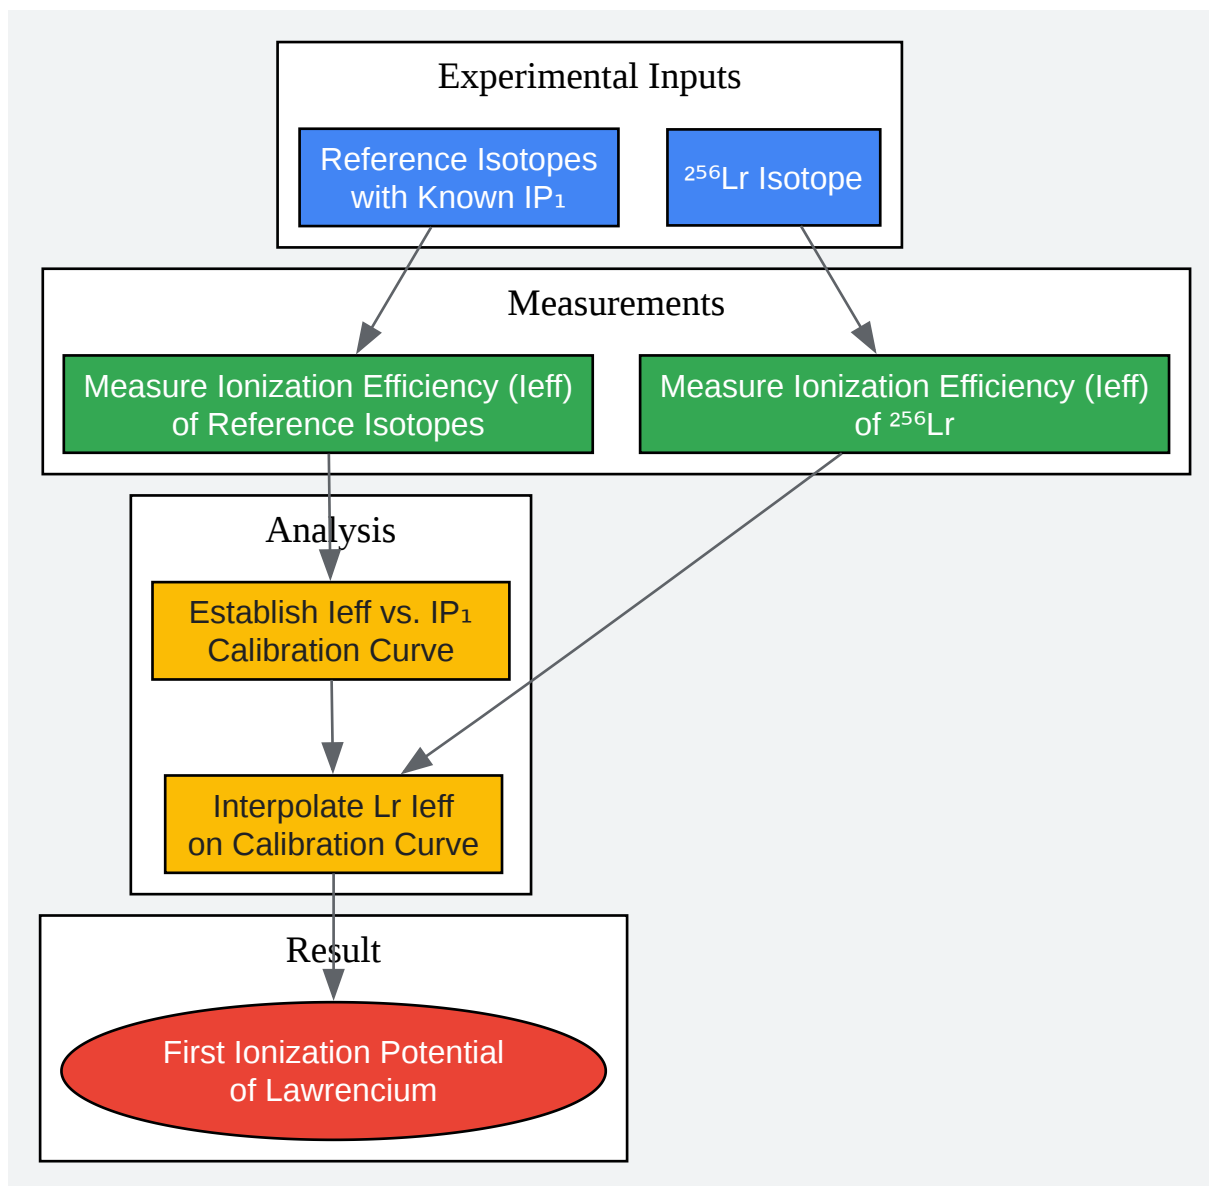 Experimental Inputs
Reference Isotopes
with Known IP₁
²⁵⁶Lr Isotope
Measurements
Measure Ionization Efficiency (Ieff)
of Reference Isotopes
Measure Ionization Efficiency (Ieff)
of ²⁵⁶Lr
Analysis
Establish Ieff vs. IP₁
Calibration Curve
Interpolate Lr Ieff
on Calibration Curve
Result
First Ionization Potential
of Lawrencium